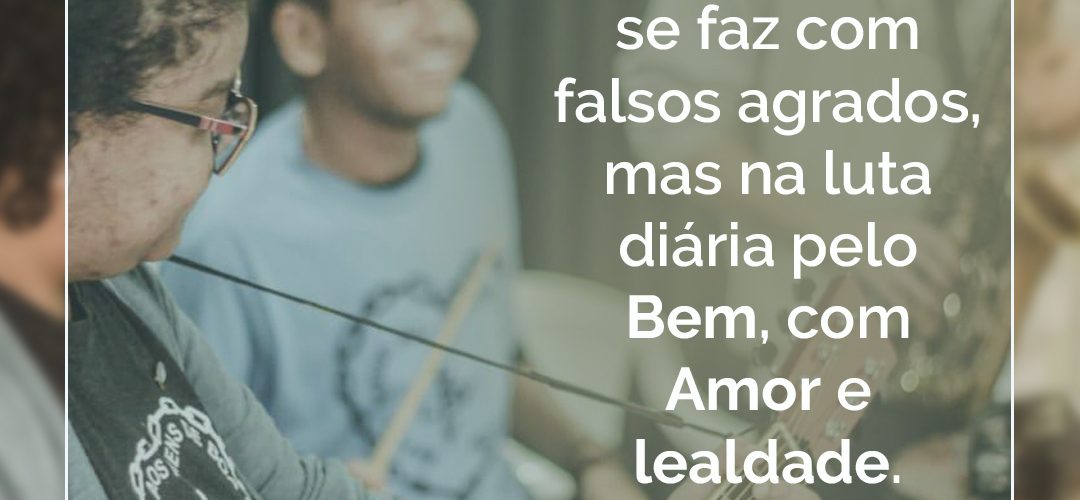 se faz com
falsos agrados,
mas na luta
diária pelo
Bem, com
Amor e
lealdade.